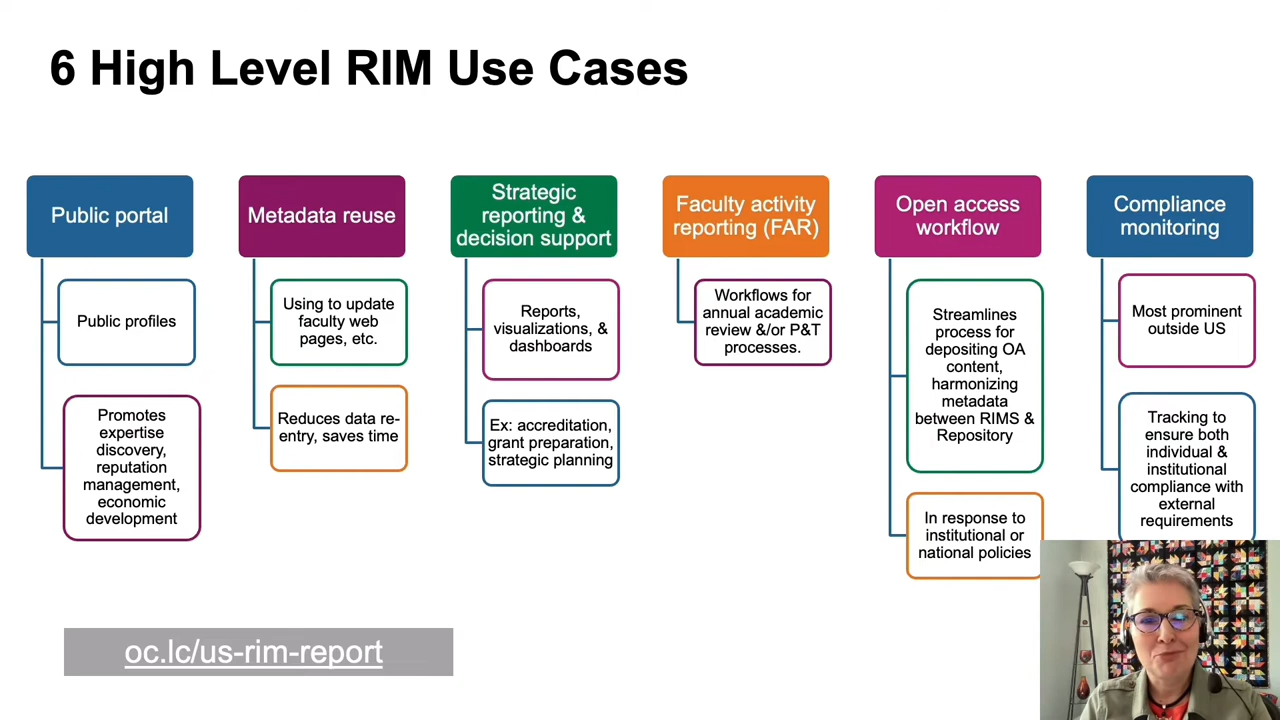 6 High Level RIM Use Cases
Public portal
Public profiles
Promotes
expertise
discovery,
reputation
management,
economic
development
Metadata reuse
Using to update
faculty web
pages, etc.
Reduces data re-
entry, saves time
Strategic
reporting &
decision support
Reports,
visualizations, &
dashboards
Ex: accreditation,
grant preparation,
strategic planning
Faculty activity
reporting (FAR)
Workflows for
annual academic
review &/or P&T
processes.
Open access
workflow
Streamlines
process for
depositing OA
content,
harmonizing
metadata
between RIMS &
Repository
In response to
institutional or
national policies
Compliance
monitoring
Most prominent
outside US
Tracking to
ensure both
individual &
institutional
compliance with
external
requirements
oc.lc/us-rim-report